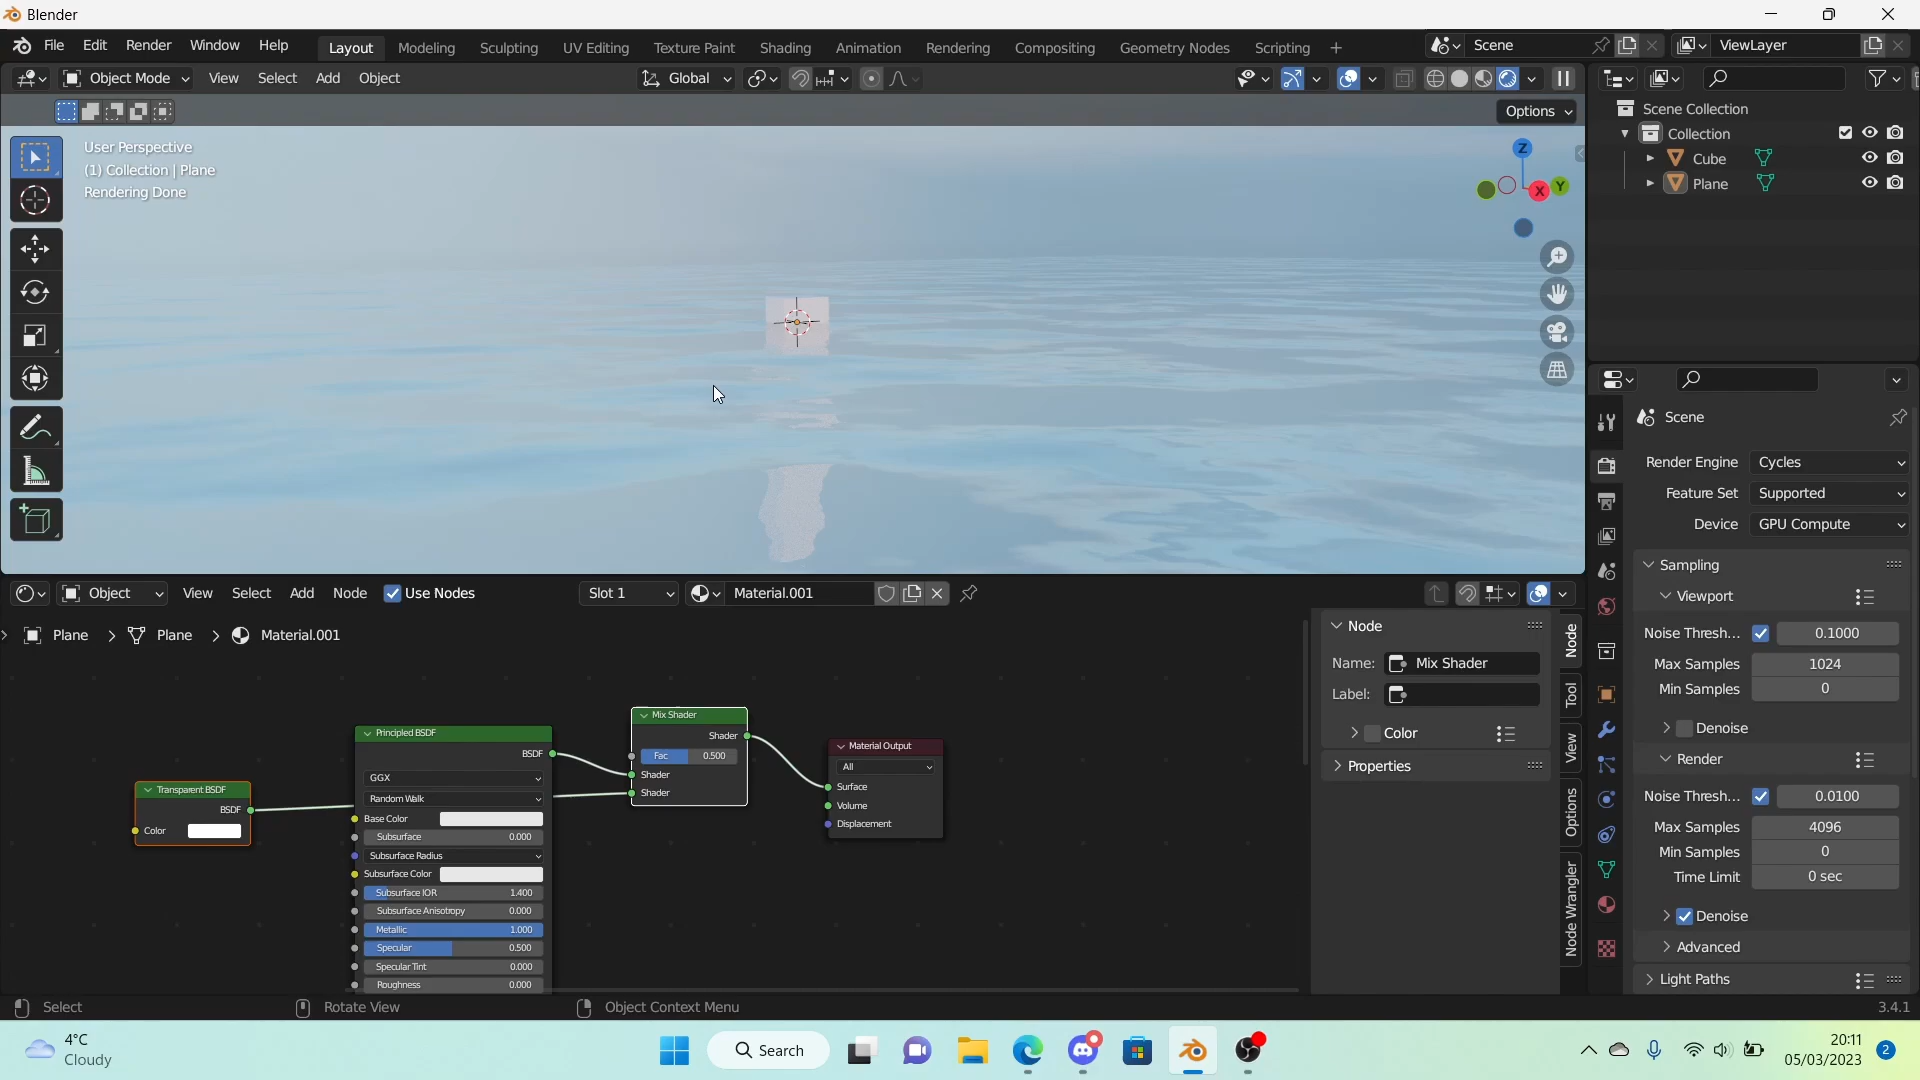 Blender
File Edit Render Window Help Layout Modeling Sculpting UV Editing Texture Paint Shading Animation Rendering Compositing Geometry Nodes Scripting + Scene ViewLayer
Object Mode View Select Add Object Global
Options
User Perspective
(1) Collection | Plane
Rendering Done
Z
X
Y
Scene Collection
Collection
Cube
Plane
Scene
Render Engine Cycles
Feature Set Supported
Device GPU Compute
Sampling
Viewport
Noise Thresh... 0.1000
Max Samples 1024
Min Samples 0
Denoise
Render
Noise Thresh... 0.0100
Max Samples 4096
Min Samples 0
Time Limit 0 sec
Denoise
Advanced
Light Paths
Object View Select Add Node Use Nodes Slot 1 Material.001
Plane > Plane > Material.001
Transparent BSDF
BSDF
Color
Principled BSDF
BSDF
GGX
Random Walk
Base Color
Subsurface 0.000
Subsurface Radius
Subsurface Color
Subsurface IOR 1.400
Subsurface Anisotropy 0.000
Metallic 1.000
Specular 0.500
Specular Tint 0.000
Roughness 0.000
Mix Shader
Shader
Fac 0.500
Shader
Shader
Material Output
All
Surface
Volume
Displacement
Node
Name: Mix Shader
Label:
Color
Properties
Node
Tool
View
Options
Node Wrangler
Select Rotate View Object Context Menu 3.4.1
4°C
Cloudy
Search
20:11
05/03/2023
2